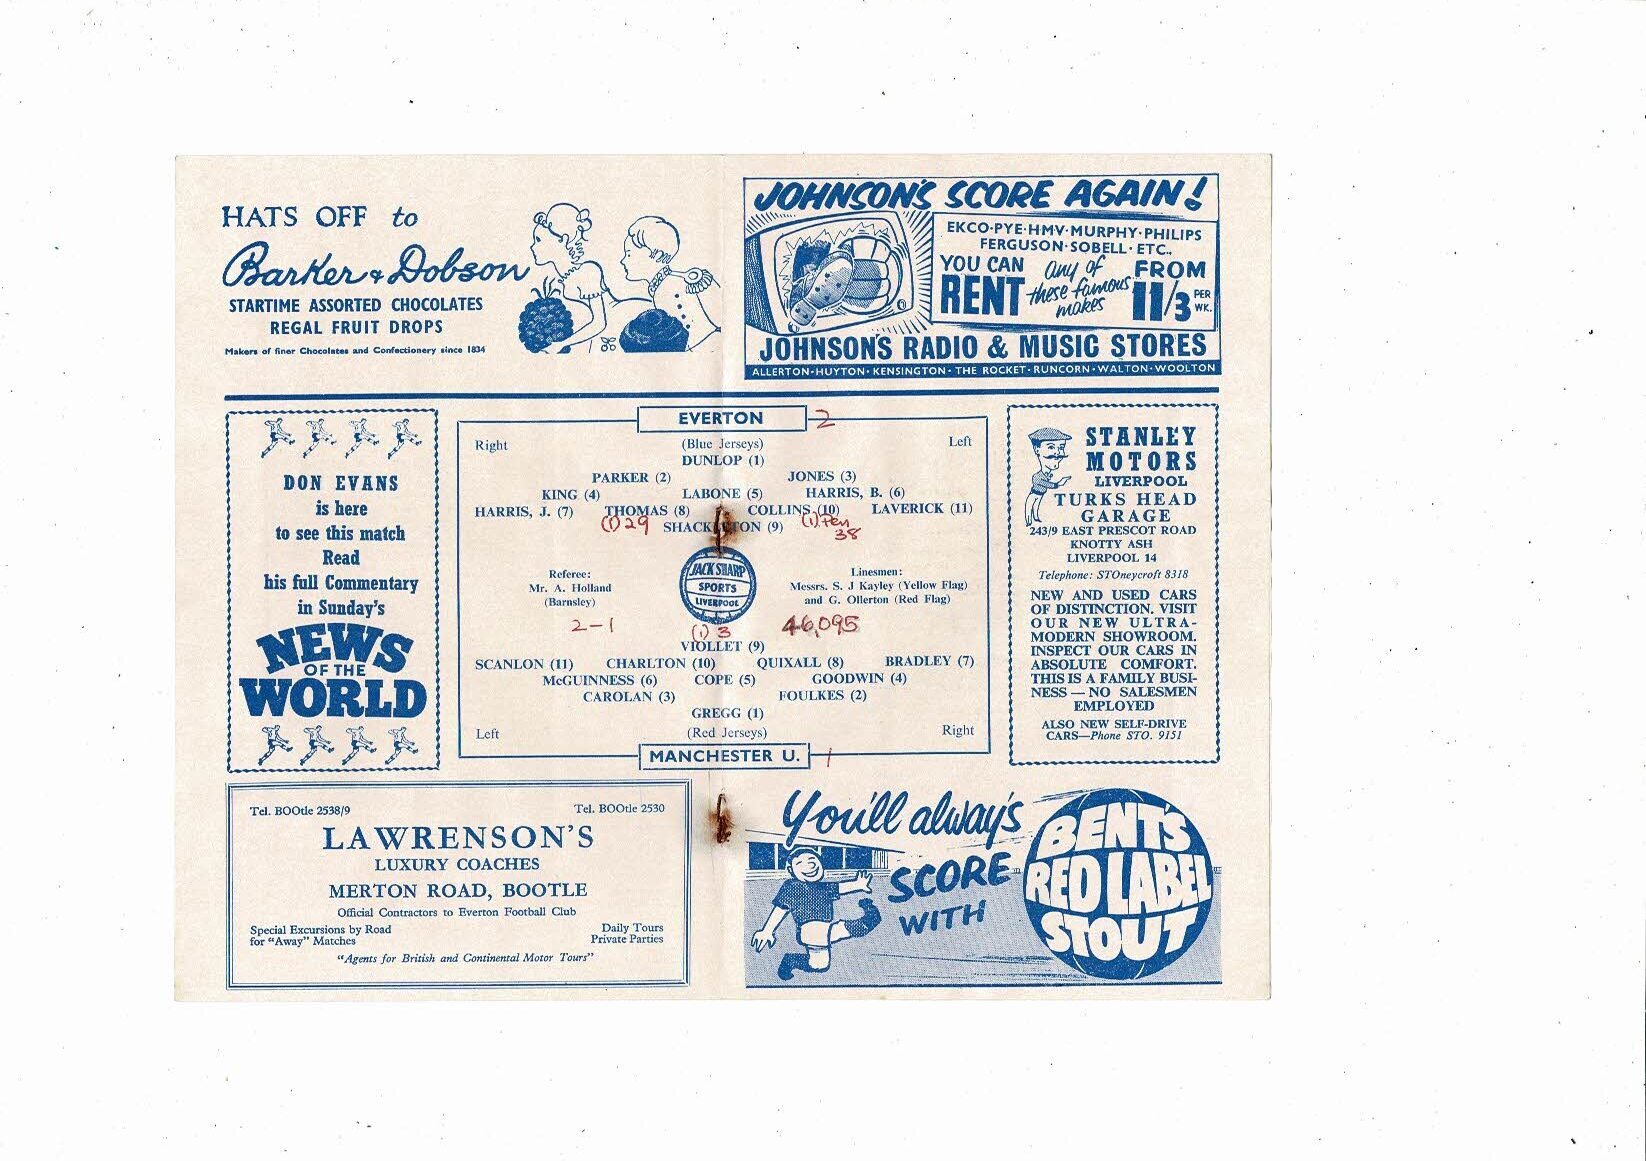 HATS OFF to
Barker & Dobson
STARTIME ASSORTED CHOCOLATES
REGAL FRUIT DROPS
Makers of finer Chocolates and Confectionery since 1834
JOHNSON'S SCORE AGAIN!
EKCO·PYE·HMV·MURPHY·PHILIPS
FERGUSON·SOBELL·ETC.,
YOU CAN RENT any of these famous makes FROM 11/3 PER WK.
JOHNSON'S RADIO & MUSIC STORES
ALLERTON·HUYTON·KENSINGTON·THE ROCKET·RUNCORN·WALTON·WOOLTON
DON EVANS
is here
to see this match
Read
his full Commentary
in Sunday's
NEWS
OF THE
WORLD
EVERTON 2
Right (Blue Jerseys) Left
DUNLOP (1)
PARKER (2) JONES (3)
KING (4) LABONE (5) HARRIS, B. (6)
HARRIS, J. (7) THOMAS (8) COLLINS (10) LAVERICK (11)
(1) 29 SHACKLETON (9) (1) Pen
38
Referee:
Mr. A. Holland
(Barnsley)
JACK SHARP
SPORTS
LIVERPOOL
Linesmen:
Messrs. S. J Kayley (Yellow Flag)
and G. Ollerton (Red Flag)
2-1 (1) 3 46,095
VIOLLET (9)
SCANLON (11) CHARLTON (10) QUIXALL (8) BRADLEY (7)
McGUINNESS (6) COPE (5) GOODWIN (4)
CAROLAN (3) FOULKES (2)
GREGG (1)
Left (Red Jerseys) Right
MANCHESTER U. 1
STANLEY
MOTORS
LIVERPOOL
TURKS HEAD
GARAGE
243/9 EAST PRESCOT ROAD
KNOTTY ASH
LIVERPOOL 14
Telephone: STOneycroft 8318
NEW AND USED CARS
OF DISTINCTION. VISIT
OUR NEW ULTRA-
MODERN SHOWROOM.
INSPECT OUR CARS IN
ABSOLUTE COMFORT.
THIS IS A FAMILY BUSI-
NESS — NO SALESMEN
EMPLOYED
ALSO NEW SELF-DRIVE
CARS—Phone STO. 9151
Tel. BOOtle 2538/9 Tel. BOOtle 2530
LAWRENSON'S
LUXURY COACHES
MERTON ROAD, BOOTLE
Official Contractors to Everton Football Club
Special Excursions by Road
for "Away" Matches
Daily Tours
Private Parties
"Agents for British and Continental Motor Tours"
You'll always
SCORE
WITH
BENT'S
RED LABEL
STOUT